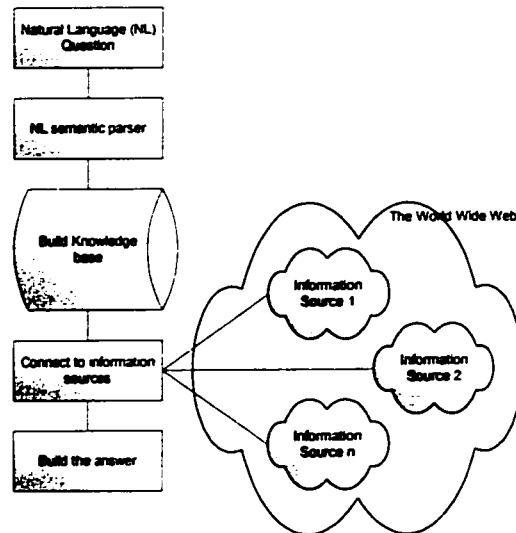 Natural Language (NL)
Question
NL semantic parser
Build Knowledge
base
The World Wide Web
Information
Source 1
Connect to information
sources
Information
Source 2
Information
Source n
Build the answer